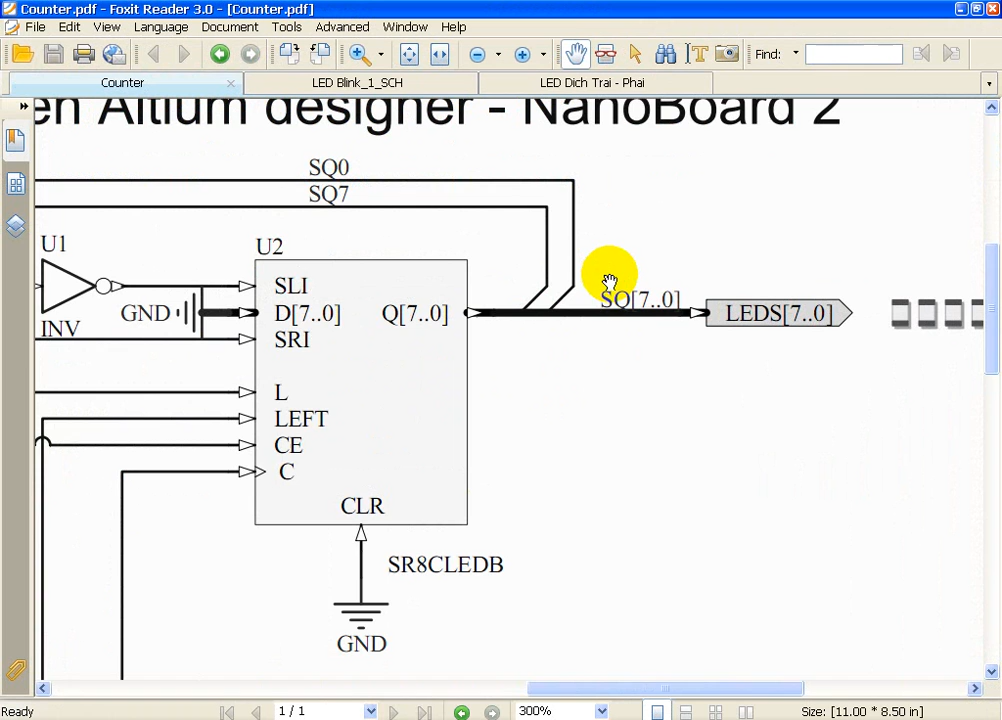 Counter.pdf - Foxit Reader 3.0 - [Counter.pdf]
File Edit View Language Document Tools Advanced Window Help
Find:
Counter LED Blink_1_SCH LED Dich Trai - Phai
en Altium designer - NanoBoard 2
SQ0
SQ7
U1
U2
SLI
SQ[7..0]
GND D[7..0] Q[7..0] LEDS[7..0]
INV SRI
L
LEFT
CE
C
CLR
SR8CLEDB
GND
Ready 1 / 1 300% Size: [11.00 * 8.50 in]